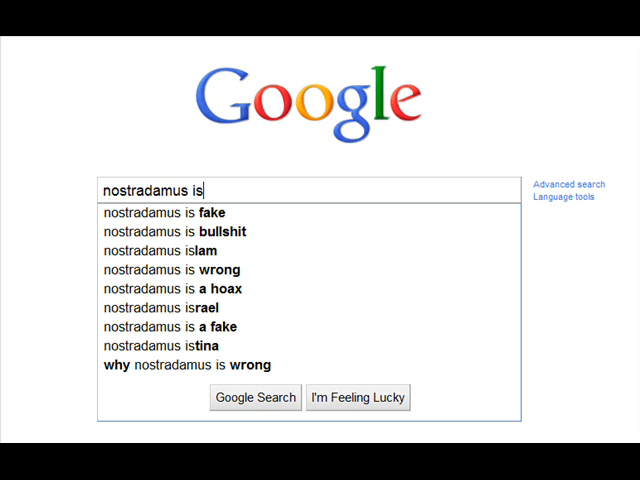 Google
nostradamus is
Advanced search
Language tools
nostradamus is fake
nostradamus is bullshit
nostradamus islam
nostradamus is wrong
nostradamus is a hoax
nostradamus israel
nostradamus is a fake
nostradamus istina
why nostradamus is wrong
Google Search I'm Feeling Lucky